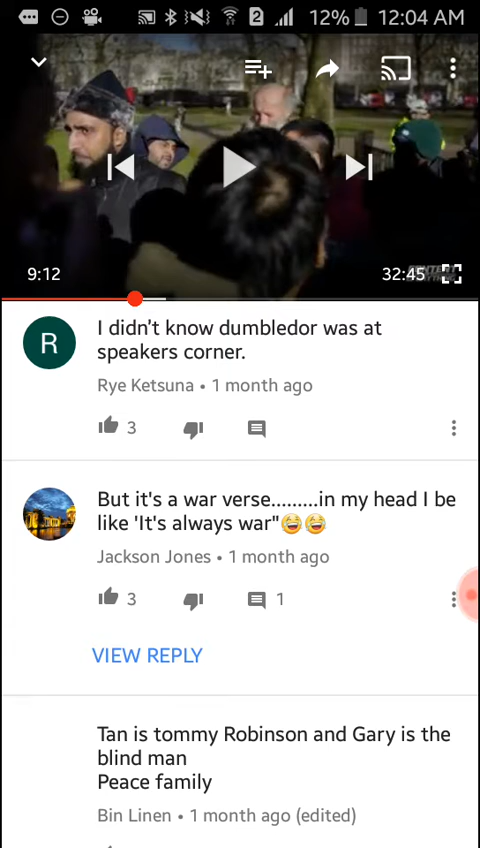 2 12% 12:04 AM
9:12 32:45
R
I didn't know dumbledor was at
speakers corner.
Rye Ketsuna • 1 month ago
3
But it's a war verse.........in my head I be
like 'It's always war"😂😂
Jackson Jones • 1 month ago
3 1
VIEW REPLY
Tan is tommy Robinson and Gary is the
blind man
Peace family
Bin Linen • 1 month ago (edited)